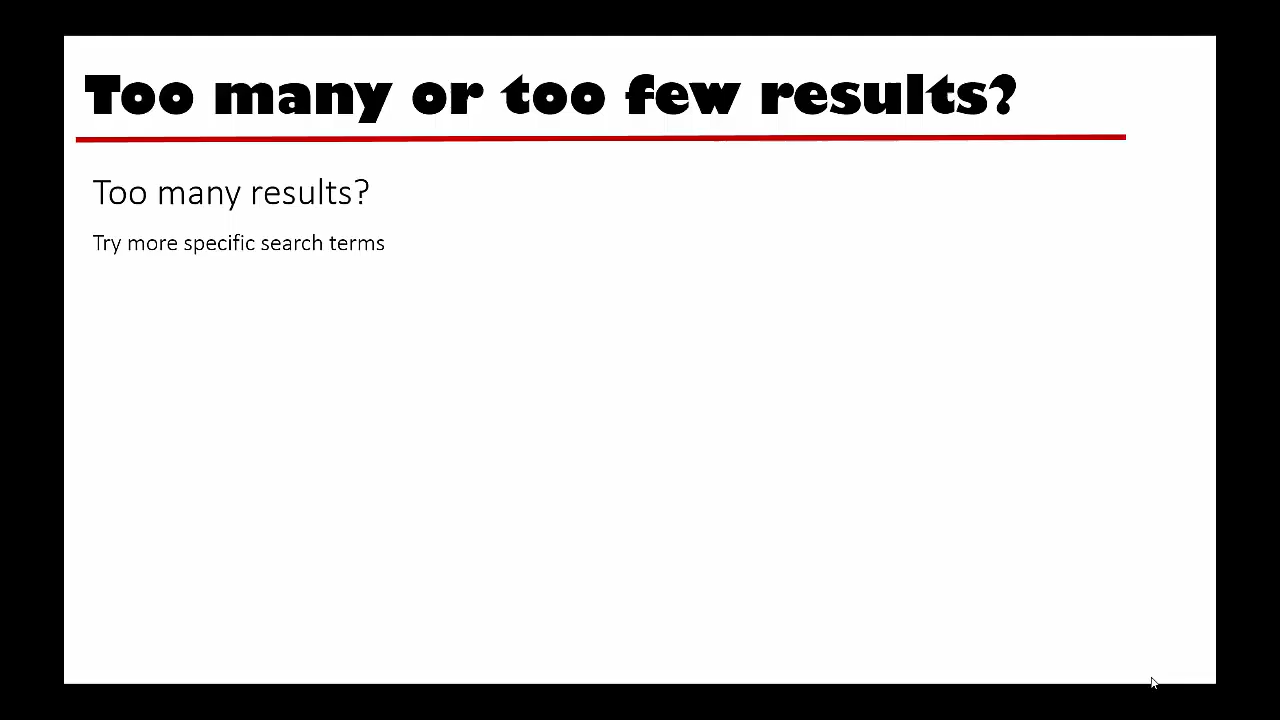 Too many or too few results?
Too many results?
Try more specific search terms